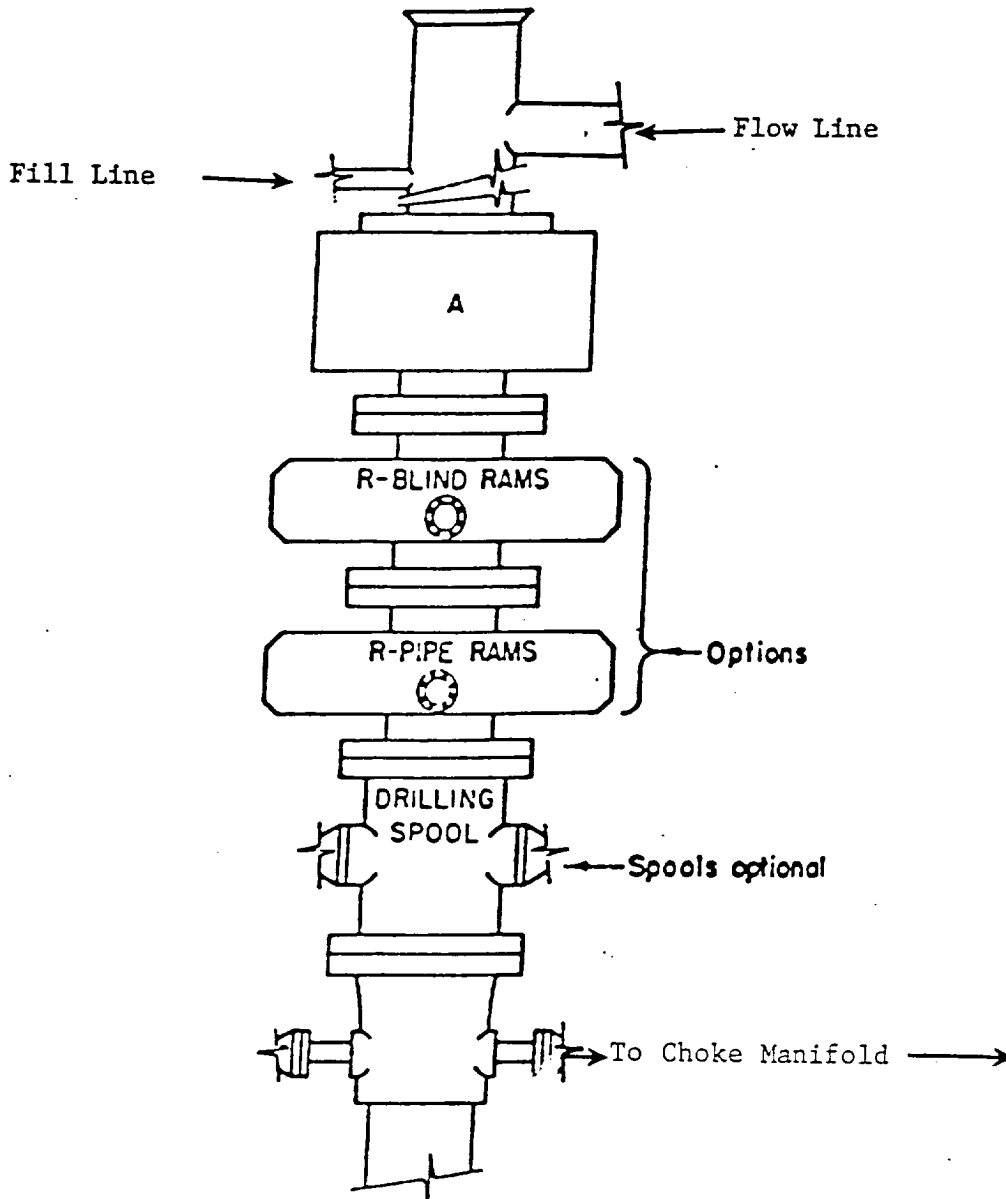 Flow Line
Fill Line
A
R-BLIND RAMS
R-PIPE RAMS
Options
DRILLING
SPOOL
Spools optional
To Choke Manifold